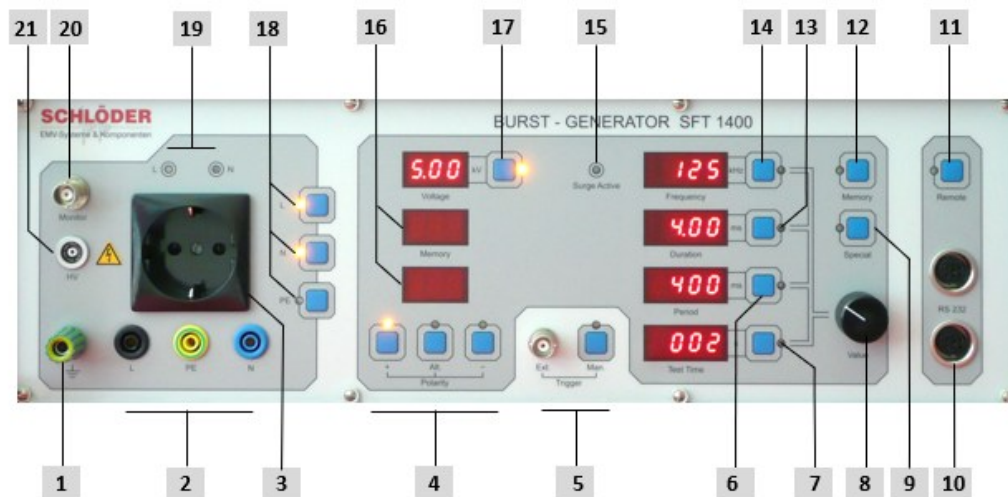 21 20 19 18 16 17 15 14 13 12 11
SCHLÖDER
EMV-Systeme & Komponenten
BURST - GENERATOR SFT 1400
L N
Monitor
HV
L
N
PE
L PE N
5.00 kV
Voltage
Memory
+ Alt. -
Polarity
Surge Active
Ext. Man.
Trigger
125 kHz
Frequency
4.00 ms
Duration
400 ms
Period
002
Test Time
Memory
Special
Value
Remote
RS 232
1 2 3 4 5 6 7 8 9 10